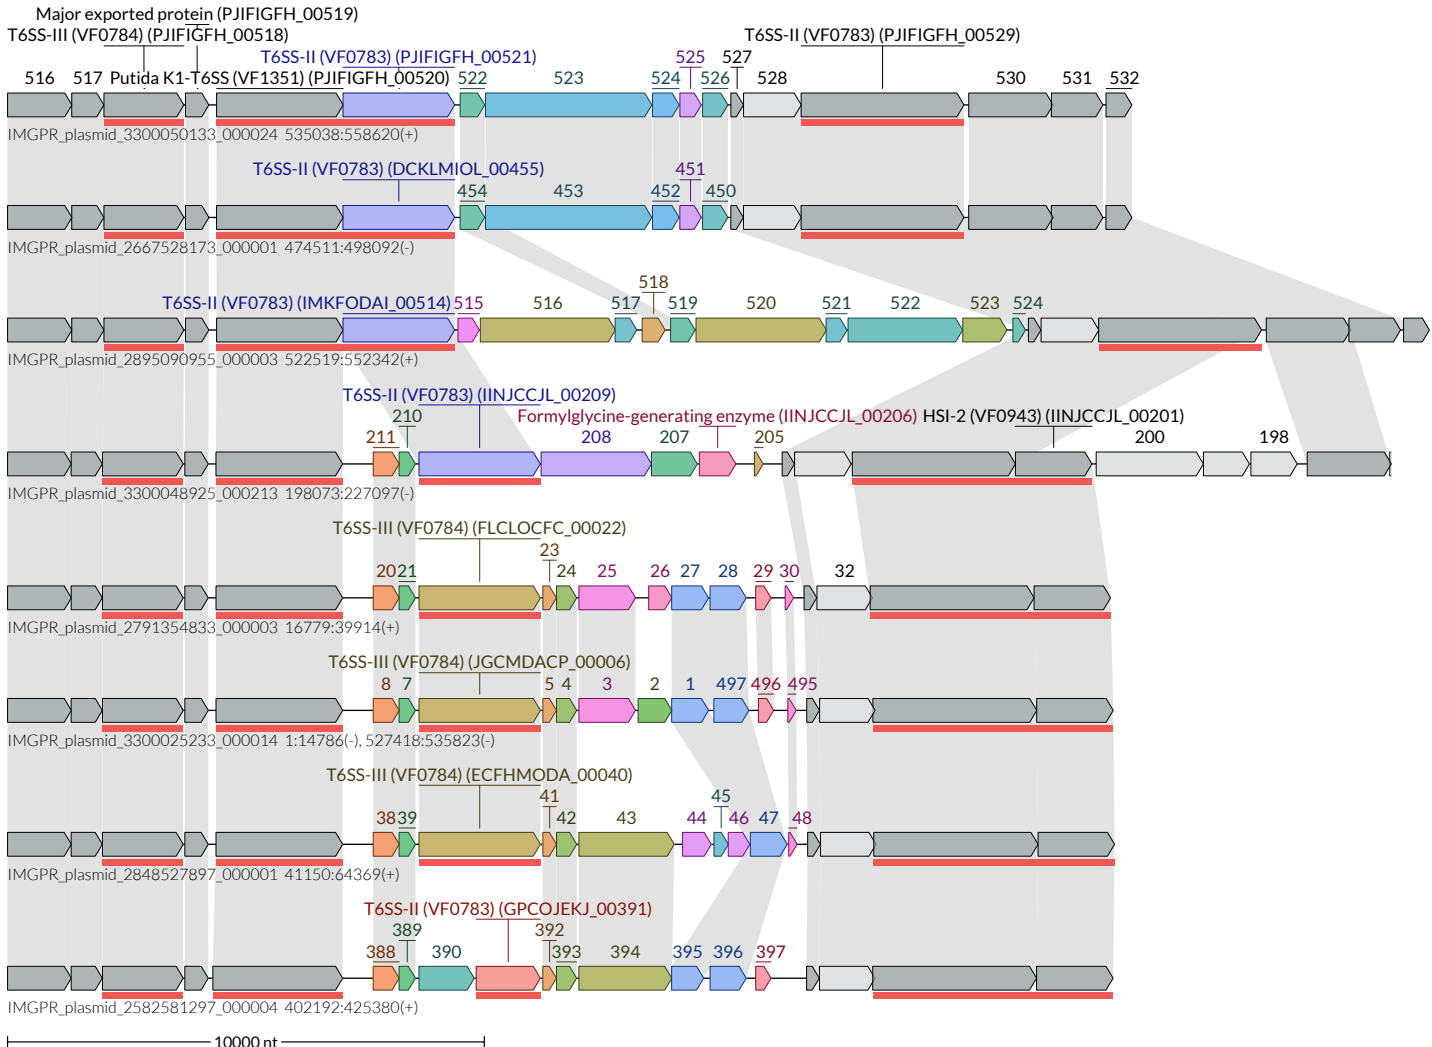 Major exported protein (PJIFIGFH_00519)
T6SS-III (VF0784) (PJIFIGFH_00518) T6SS-II (VF0783) (PJIFIGFH_00529)
T6SS-II (VF0783) (PJIFIGFH_00521) 525 527
516 517 Putida K1-T6SS (VF1351) (PJIFIGFH_00520) 522 523 524 526 528 530 531 532
IMGPR_plasmid_3300050133_000024 535038:558620(+)
T6SS-II (VF0783) (DCKLMIOL_00455) 451
454 453 452 450
IMGPR_plasmid_2667528173_000001 474511:498092(-)
518
T6SS-II (VF0783) (IMKFODAI_00514) 515 516 517 519 520 521 522 523 524
IMGPR_plasmid_2895090955_000003 522519:552342(+)
T6SS-II (VF0783) (IINJCCJL_00209)
210 Formylglycine-generating enzyme (IINJCCJL_00206) HSI-2 (VF0943) (IINJCCJL_00201)
211 208 207 205 200 198
IMGPR_plasmid_3300048925_000213 198073:227097(-)
T6SS-III (VF0784) (FLCLOCFC_00022)
23
20 21 24 25 26 27 28 29 30 32
IMGPR_plasmid_2791354833_000003 16779:39914(+)
T6SS-III (VF0784) (JGCMDACP_00006)
8 7 5 4 3 2 1 497 496 495
IMGPR_plasmid_3300025233_000014 1:14786(-), 527418:535823(-)
T6SS-III (VF0784) (ECFHMODA_00040)
41 45
38 39 42 43 44 46 47 48
IMGPR_plasmid_2848527897_000001 41150:64369(+)
T6SS-II (VF0783) (GPCOJEKJ_00391)
389 392
388 390 393 394 395 396 397
IMGPR_plasmid_2582581297_000004 402192:425380(+)
10000 nt